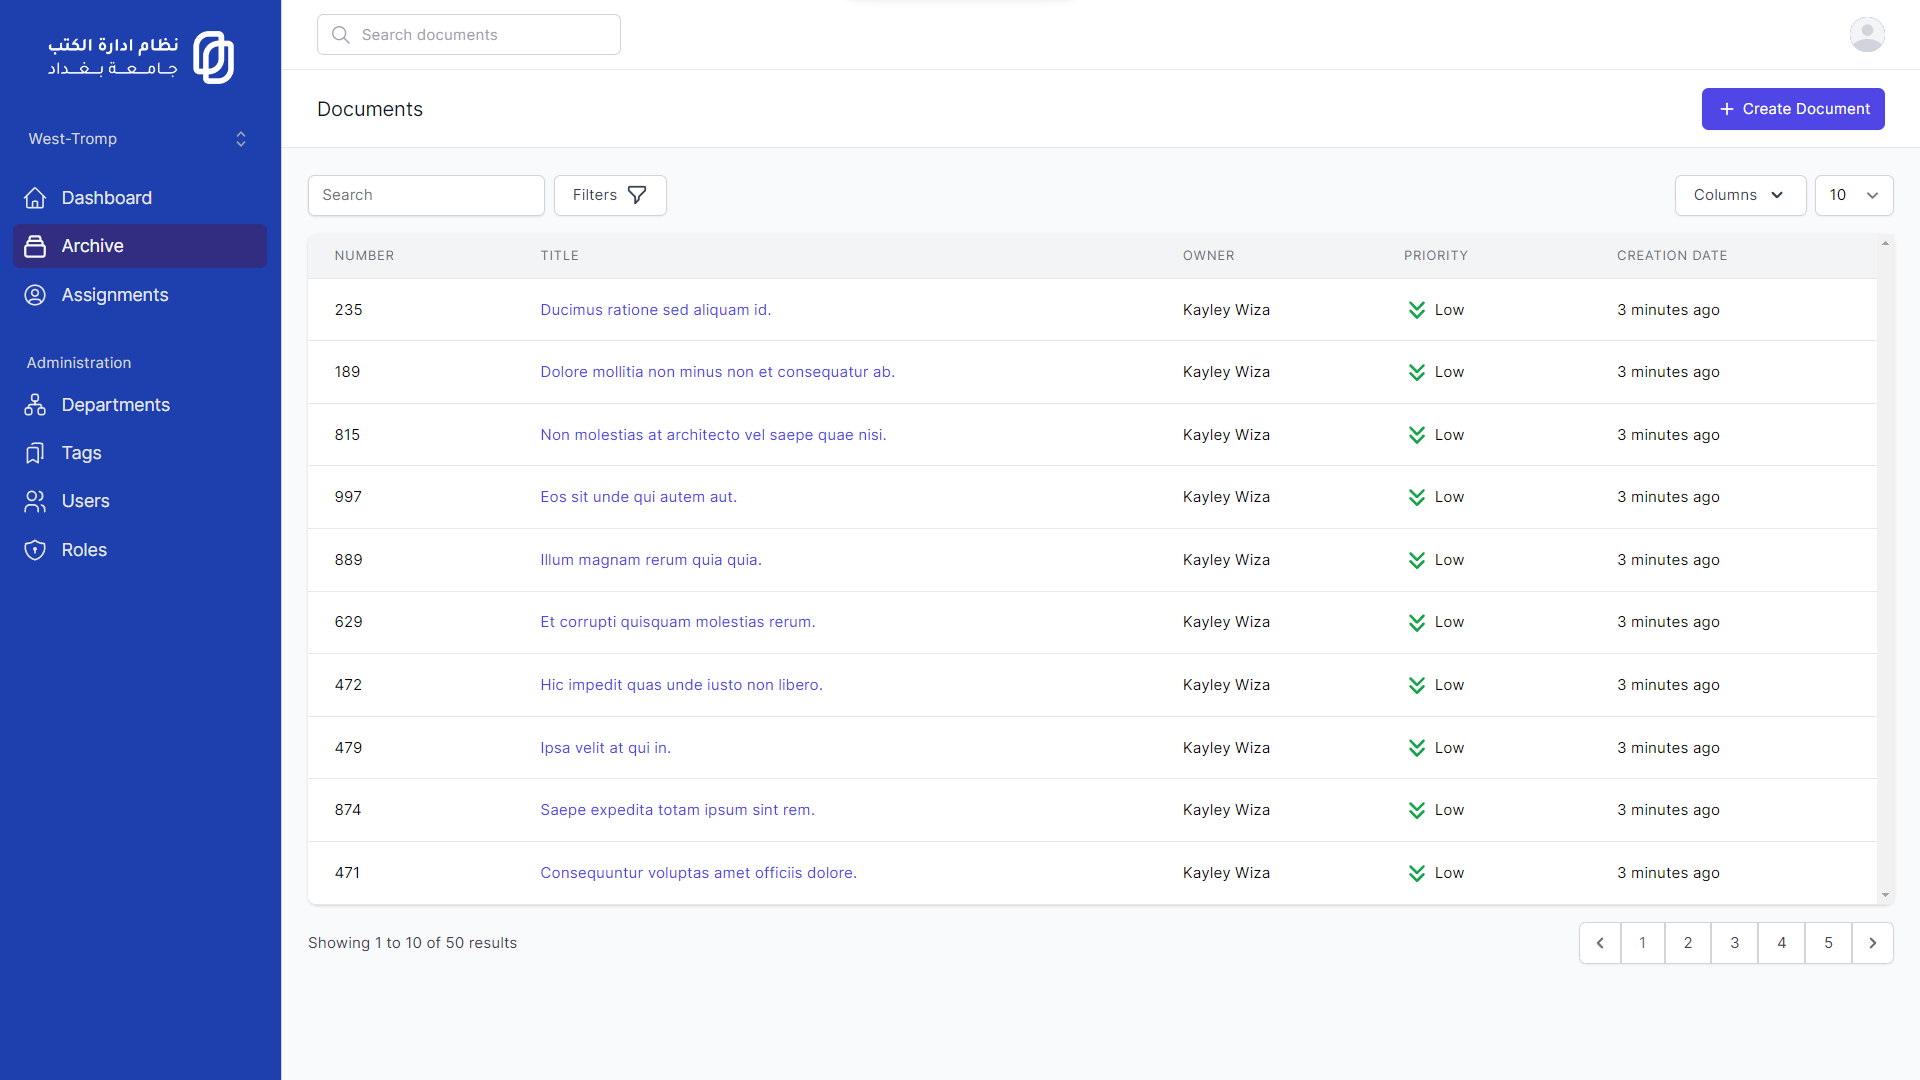 نظام ادارة الكتب
جامعة بغداد
West-Tromp
Dashboard
Archive
Assignments
Administration
Departments
Tags
Users
Roles
Search documents
Documents
Create Document
Search
Filters
Columns
10
NUMBER TITLE OWNER PRIORITY CREATION DATE
235 Ducimus ratione sed aliquam id. Kayley Wiza Low 3 minutes ago
189 Dolore mollitia non minus non et consequatur ab. Kayley Wiza Low 3 minutes ago
815 Non molestias at architecto vel saepe quae nisi. Kayley Wiza Low 3 minutes ago
997 Eos sit unde qui autem aut. Kayley Wiza Low 3 minutes ago
889 Illum magnam rerum quia quia. Kayley Wiza Low 3 minutes ago
629 Et corrupti quisquam molestias rerum. Kayley Wiza Low 3 minutes ago
472 Hic impedit quas unde iusto non libero. Kayley Wiza Low 3 minutes ago
479 Ipsa velit at qui in. Kayley Wiza Low 3 minutes ago
874 Saepe expedita totam ipsum sint rem. Kayley Wiza Low 3 minutes ago
471 Consequuntur voluptas amet officiis dolore. Kayley Wiza Low 3 minutes ago
Showing 1 to 10 of 50 results
1 2 3 4 5